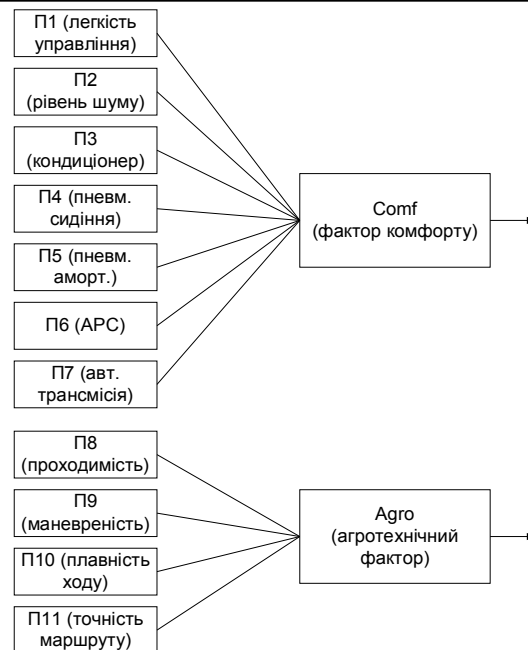 П1 (легкість
управління)
П2
(рівень шуму)
П3
(кондиціонер)
П4 (пневм.
сидіння)
П5 (пневм.
аморт.)
П6 (АРС)
П7 (авт.
трансмісія)
Comf
(фактор комфорту)
П8
(проходимість)
П9
(маневреність)
П10 (плавність
ходу)
П11 (точність
маршруту)
Agro
(агротехнічний
фактор)